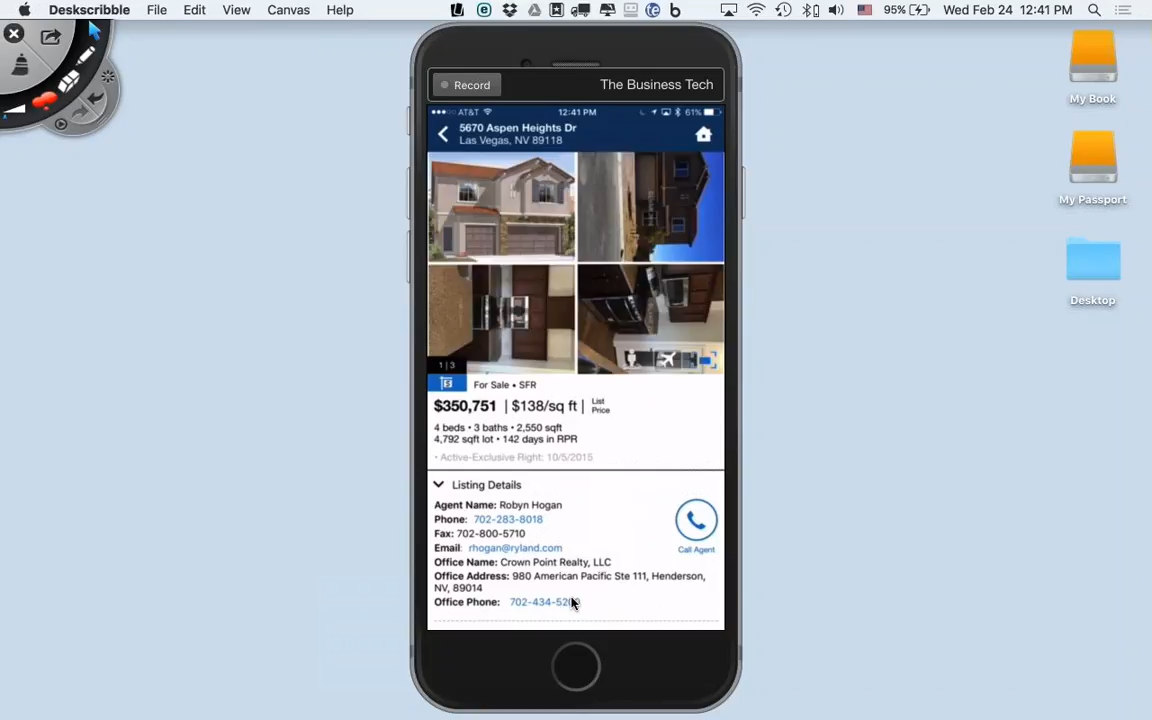 Deskscribble File Edit View Canvas Help 95% Wed Feb 24 12:41 PM
My Book
My Passport
Desktop
Record The Business Tech
AT&T 12:41 PM 61%
5670 Aspen Heights Dr
Las Vegas, NV 89118
1 | 3
For Sale • SFR
$350,751 | $138/sq ft | List Price
4 beds • 3 baths • 2,550 sqft
4,792 sqft lot • 142 days in RPR
• Active-Exclusive Right: 10/5/2015
Listing Details
Agent Name: Robyn Hogan
Phone: 702-283-8018
Fax: 702-800-5710
Email: rhogan@ryland.com
Call Agent
Office Name: Crown Point Realty, LLC
Office Address: 980 American Pacific Ste 111, Henderson,
NV, 89014
Office Phone: